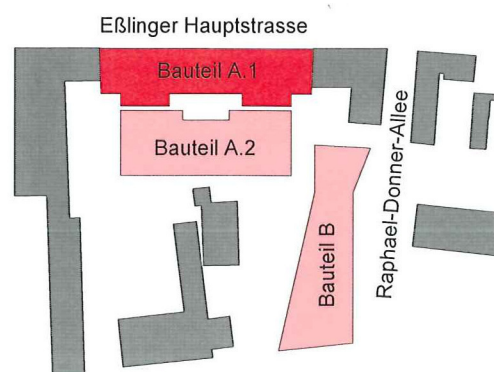 Eßlinger Hauptstrasse
Bauteil A.1
Bauteil A.2
Bauteil B
Raphael-Donner-Allee